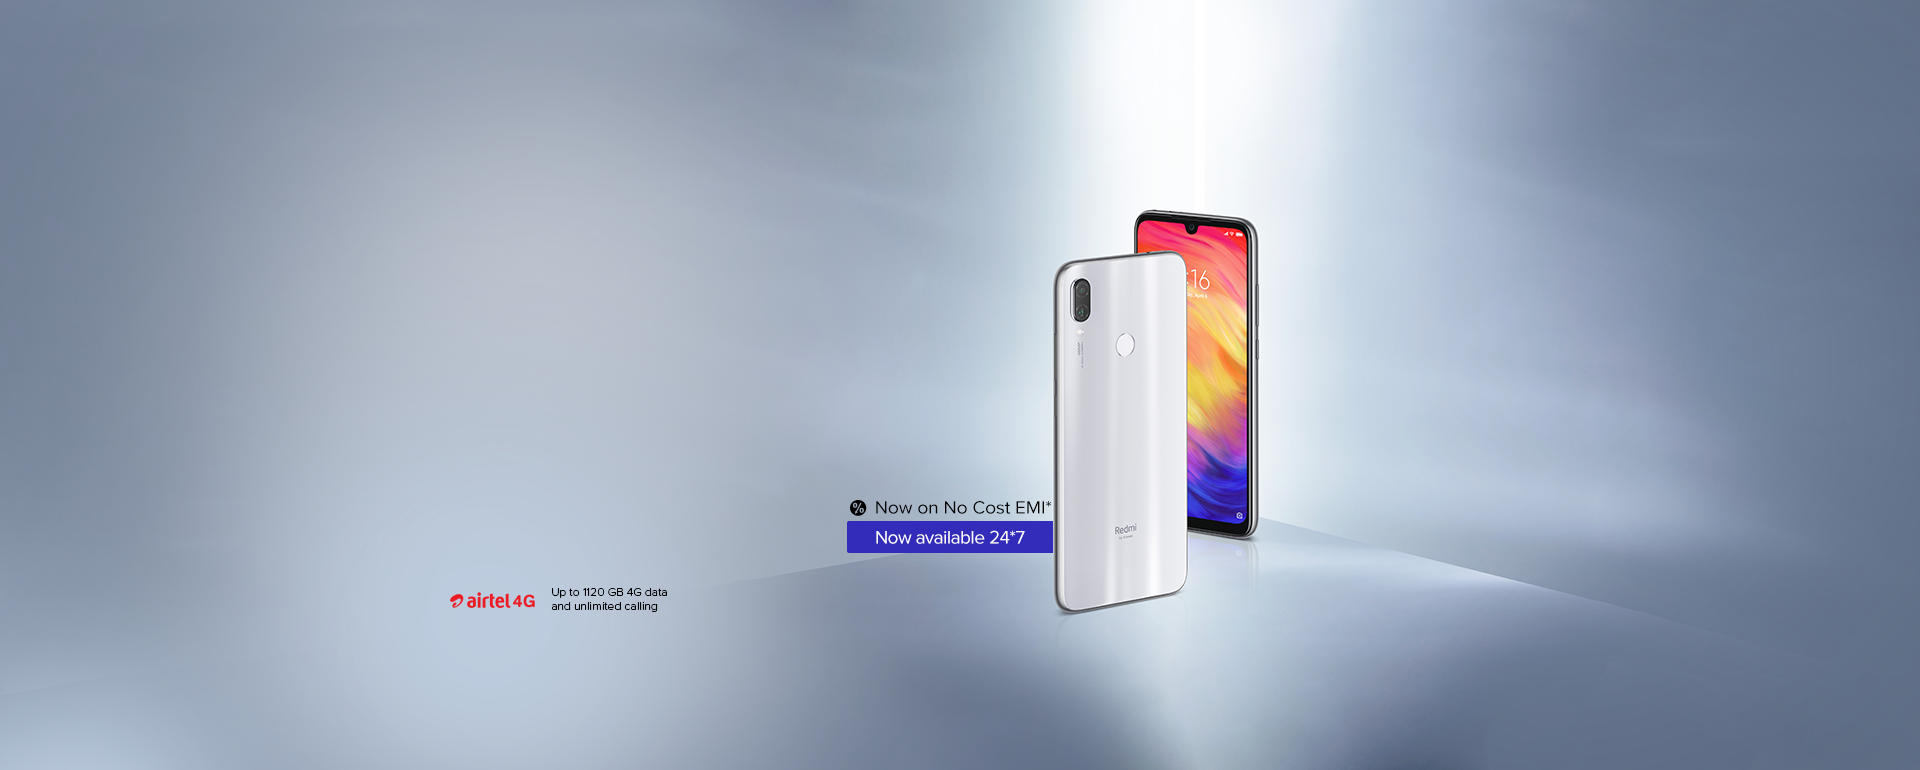 :16
Now on No Cost EMI*
Now available 24*7
Redmi
airtel 4G
Up to 1120 GB 4G data
and unlimited calling